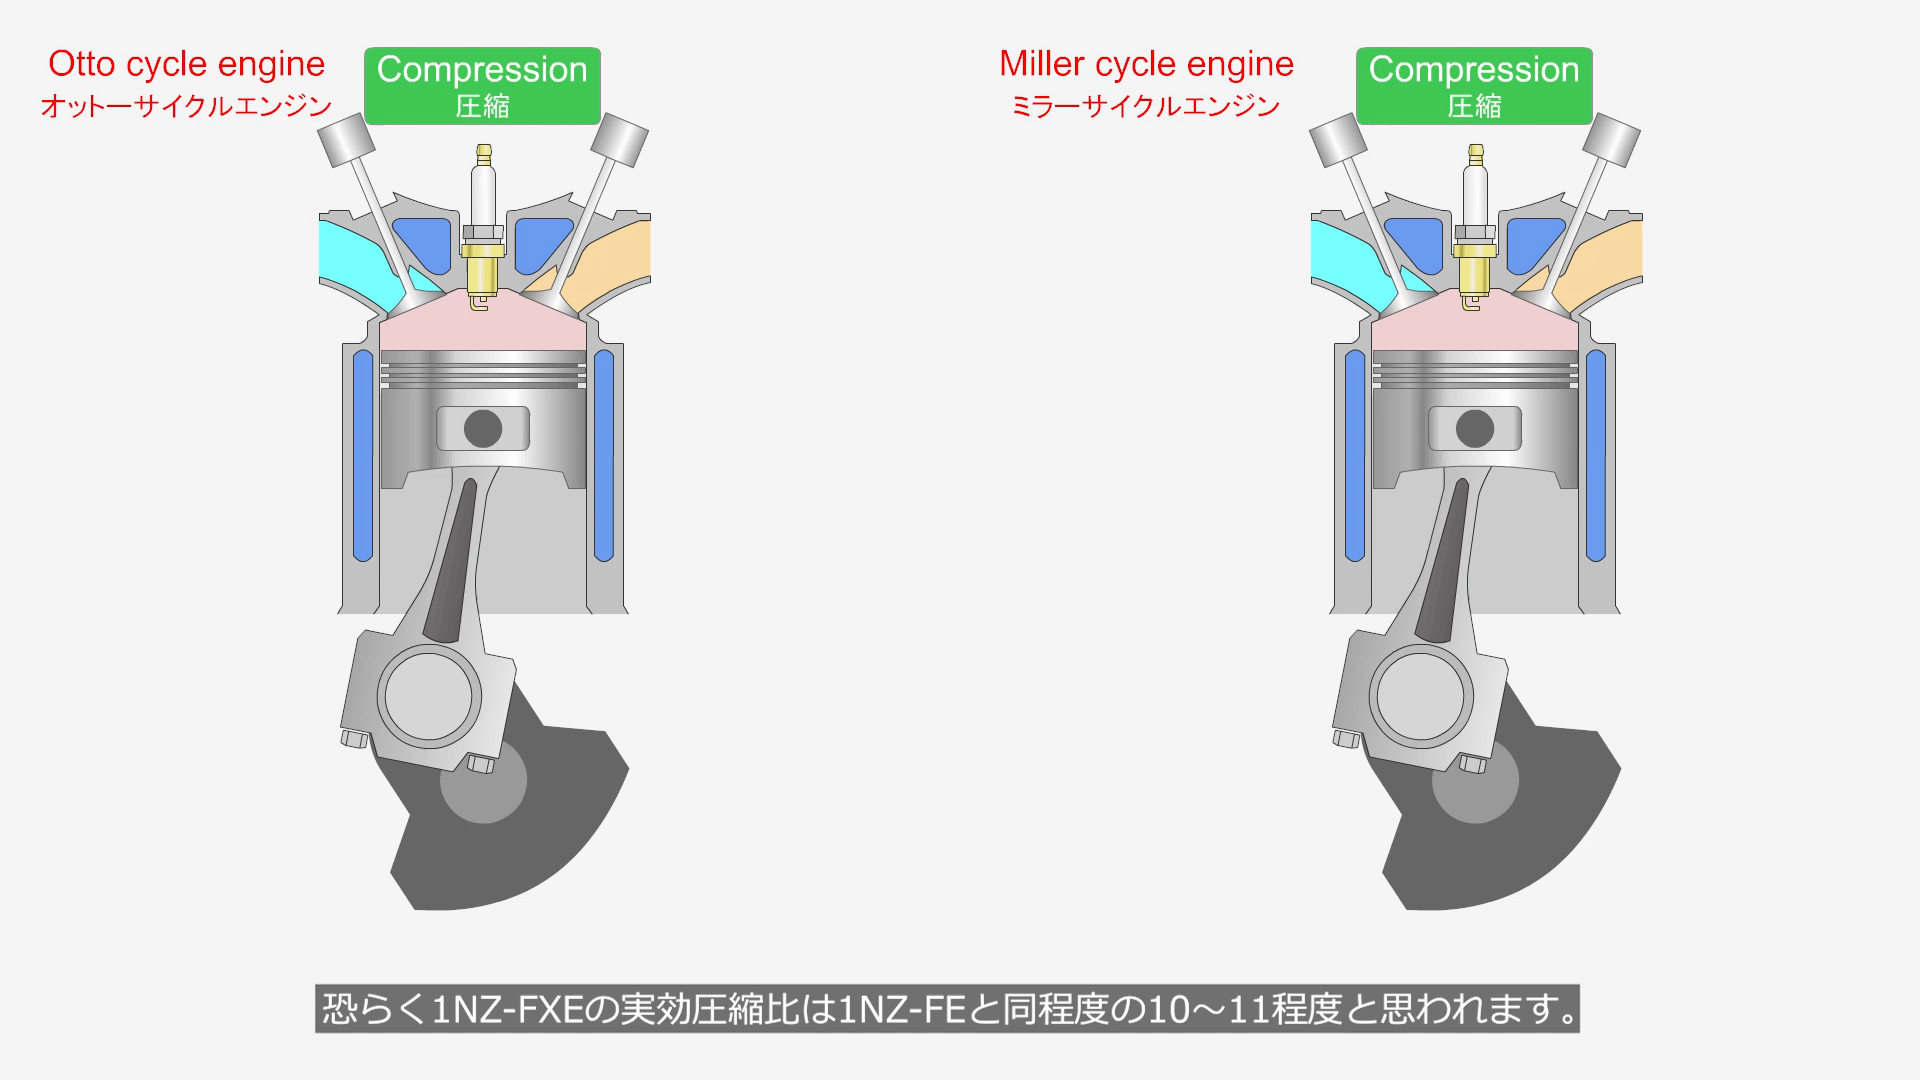 Otto cycle engine
オットーサイクルエンジン
Compression
圧縮
Miller cycle engine
ミラーサイクルエンジン
Compression
圧縮
恐らく1NZ-FXEの実効圧縮比は1NZ-FEと同程度の10～11程度と思われます。